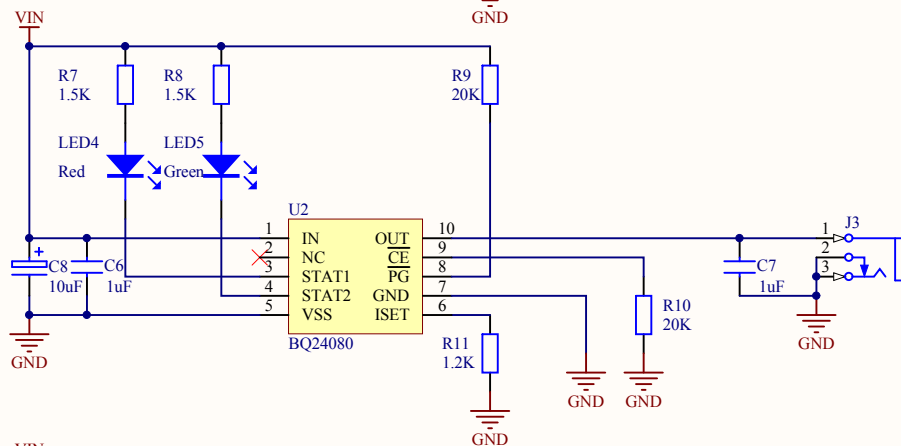 GND
VIN
R7
1.5K
R8
1.5K
R9
20K
LED4
Red
LED5
Green
U2
1
IN
OUT
10
2
NC
CE
9
3
STAT1
PG
8
4
STAT2
GND
7
5
VSS
ISET
6
BQ24080
C8
10uF
C6
1uF
GND
R11
1.2K
GND
GND
R10
20K
GND
C7
1uF
J3
1
2
3
GND